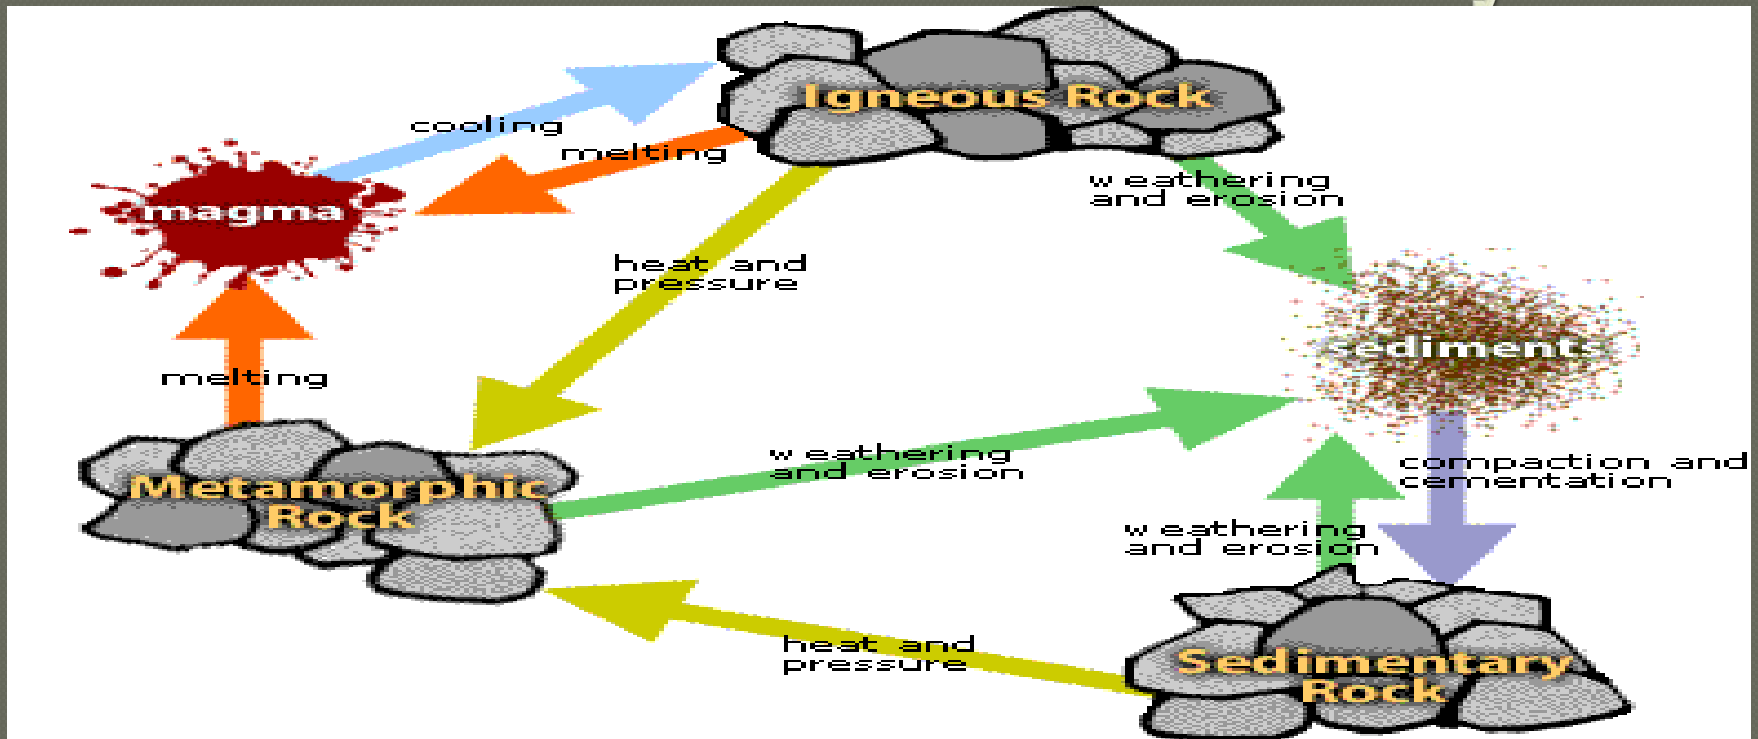 Igneous Rock
cooling
melting
weathering
and erosion
magma
heat and
pressure
sediments
melting
weathering
and erosion
compaction and
cementation
Metamorphic
Rock
weathering
and erosion
heat and
pressure
Sedimentary
Rock